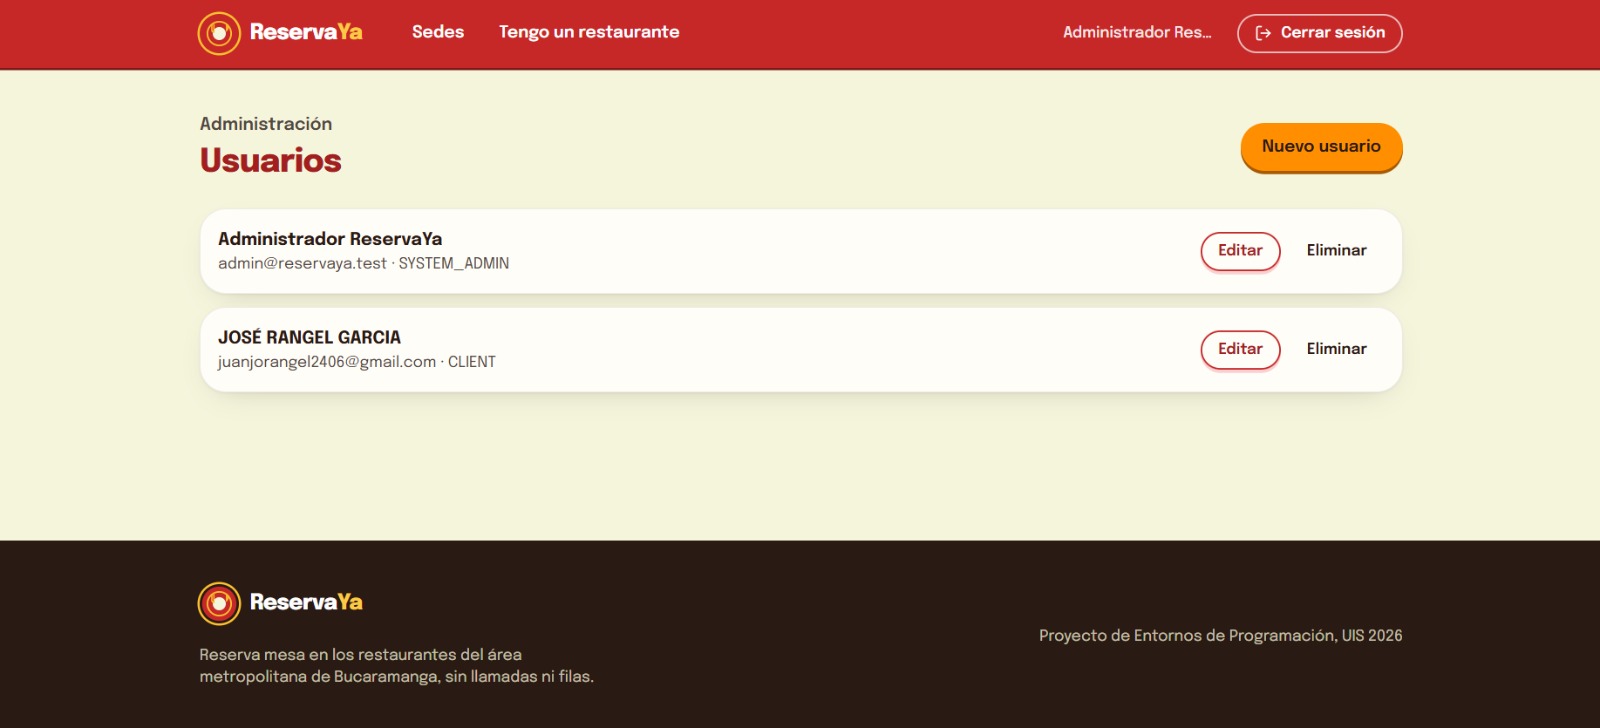 ReservaYa
Sedes
Tengo un restaurante
Administrador Res...
Cerrar sesión
Administración
Usuarios
Nuevo usuario
Administrador ReservaYa
admin@reservaya.test · SYSTEM_ADMIN
Editar
Eliminar
JOSÉ RANGEL GARCIA
juanjorangel2406@gmail.com · CLIENT
Editar
Eliminar
ReservaYa
Reserva mesa en los restaurantes del área
metropolitana de Bucaramanga, sin llamadas ni filas.
Proyecto de Entornos de Programación, UIS 2026